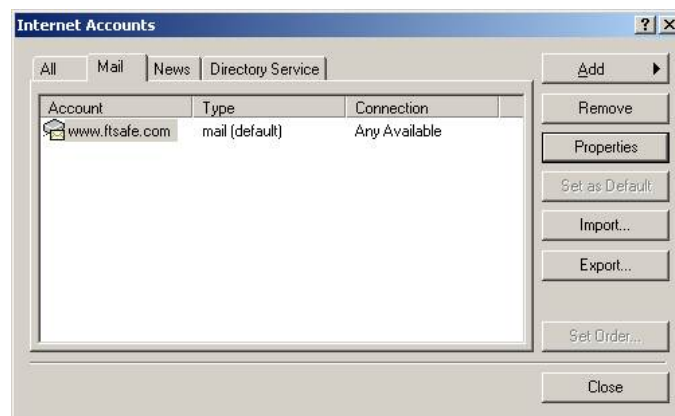 Internet Accounts
All Mail News Directory Service
Account Type Connection
www.ftsafe.com mail (default) Any Available
Add
Remove
Properties
Set as Default
Import...
Export...
Set Order...
Close